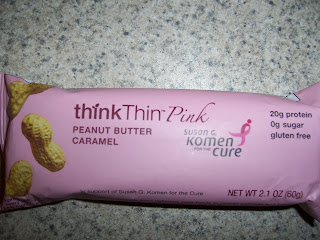 thinkThin™ Pink
PEANUT BUTTER
CARAMEL
susan G.
Komen
FOR THE
cure
20g protein
0g sugar
gluten free
in support of Susan G. Komen for the Cure
NET WT 2.1 OZ (60g)